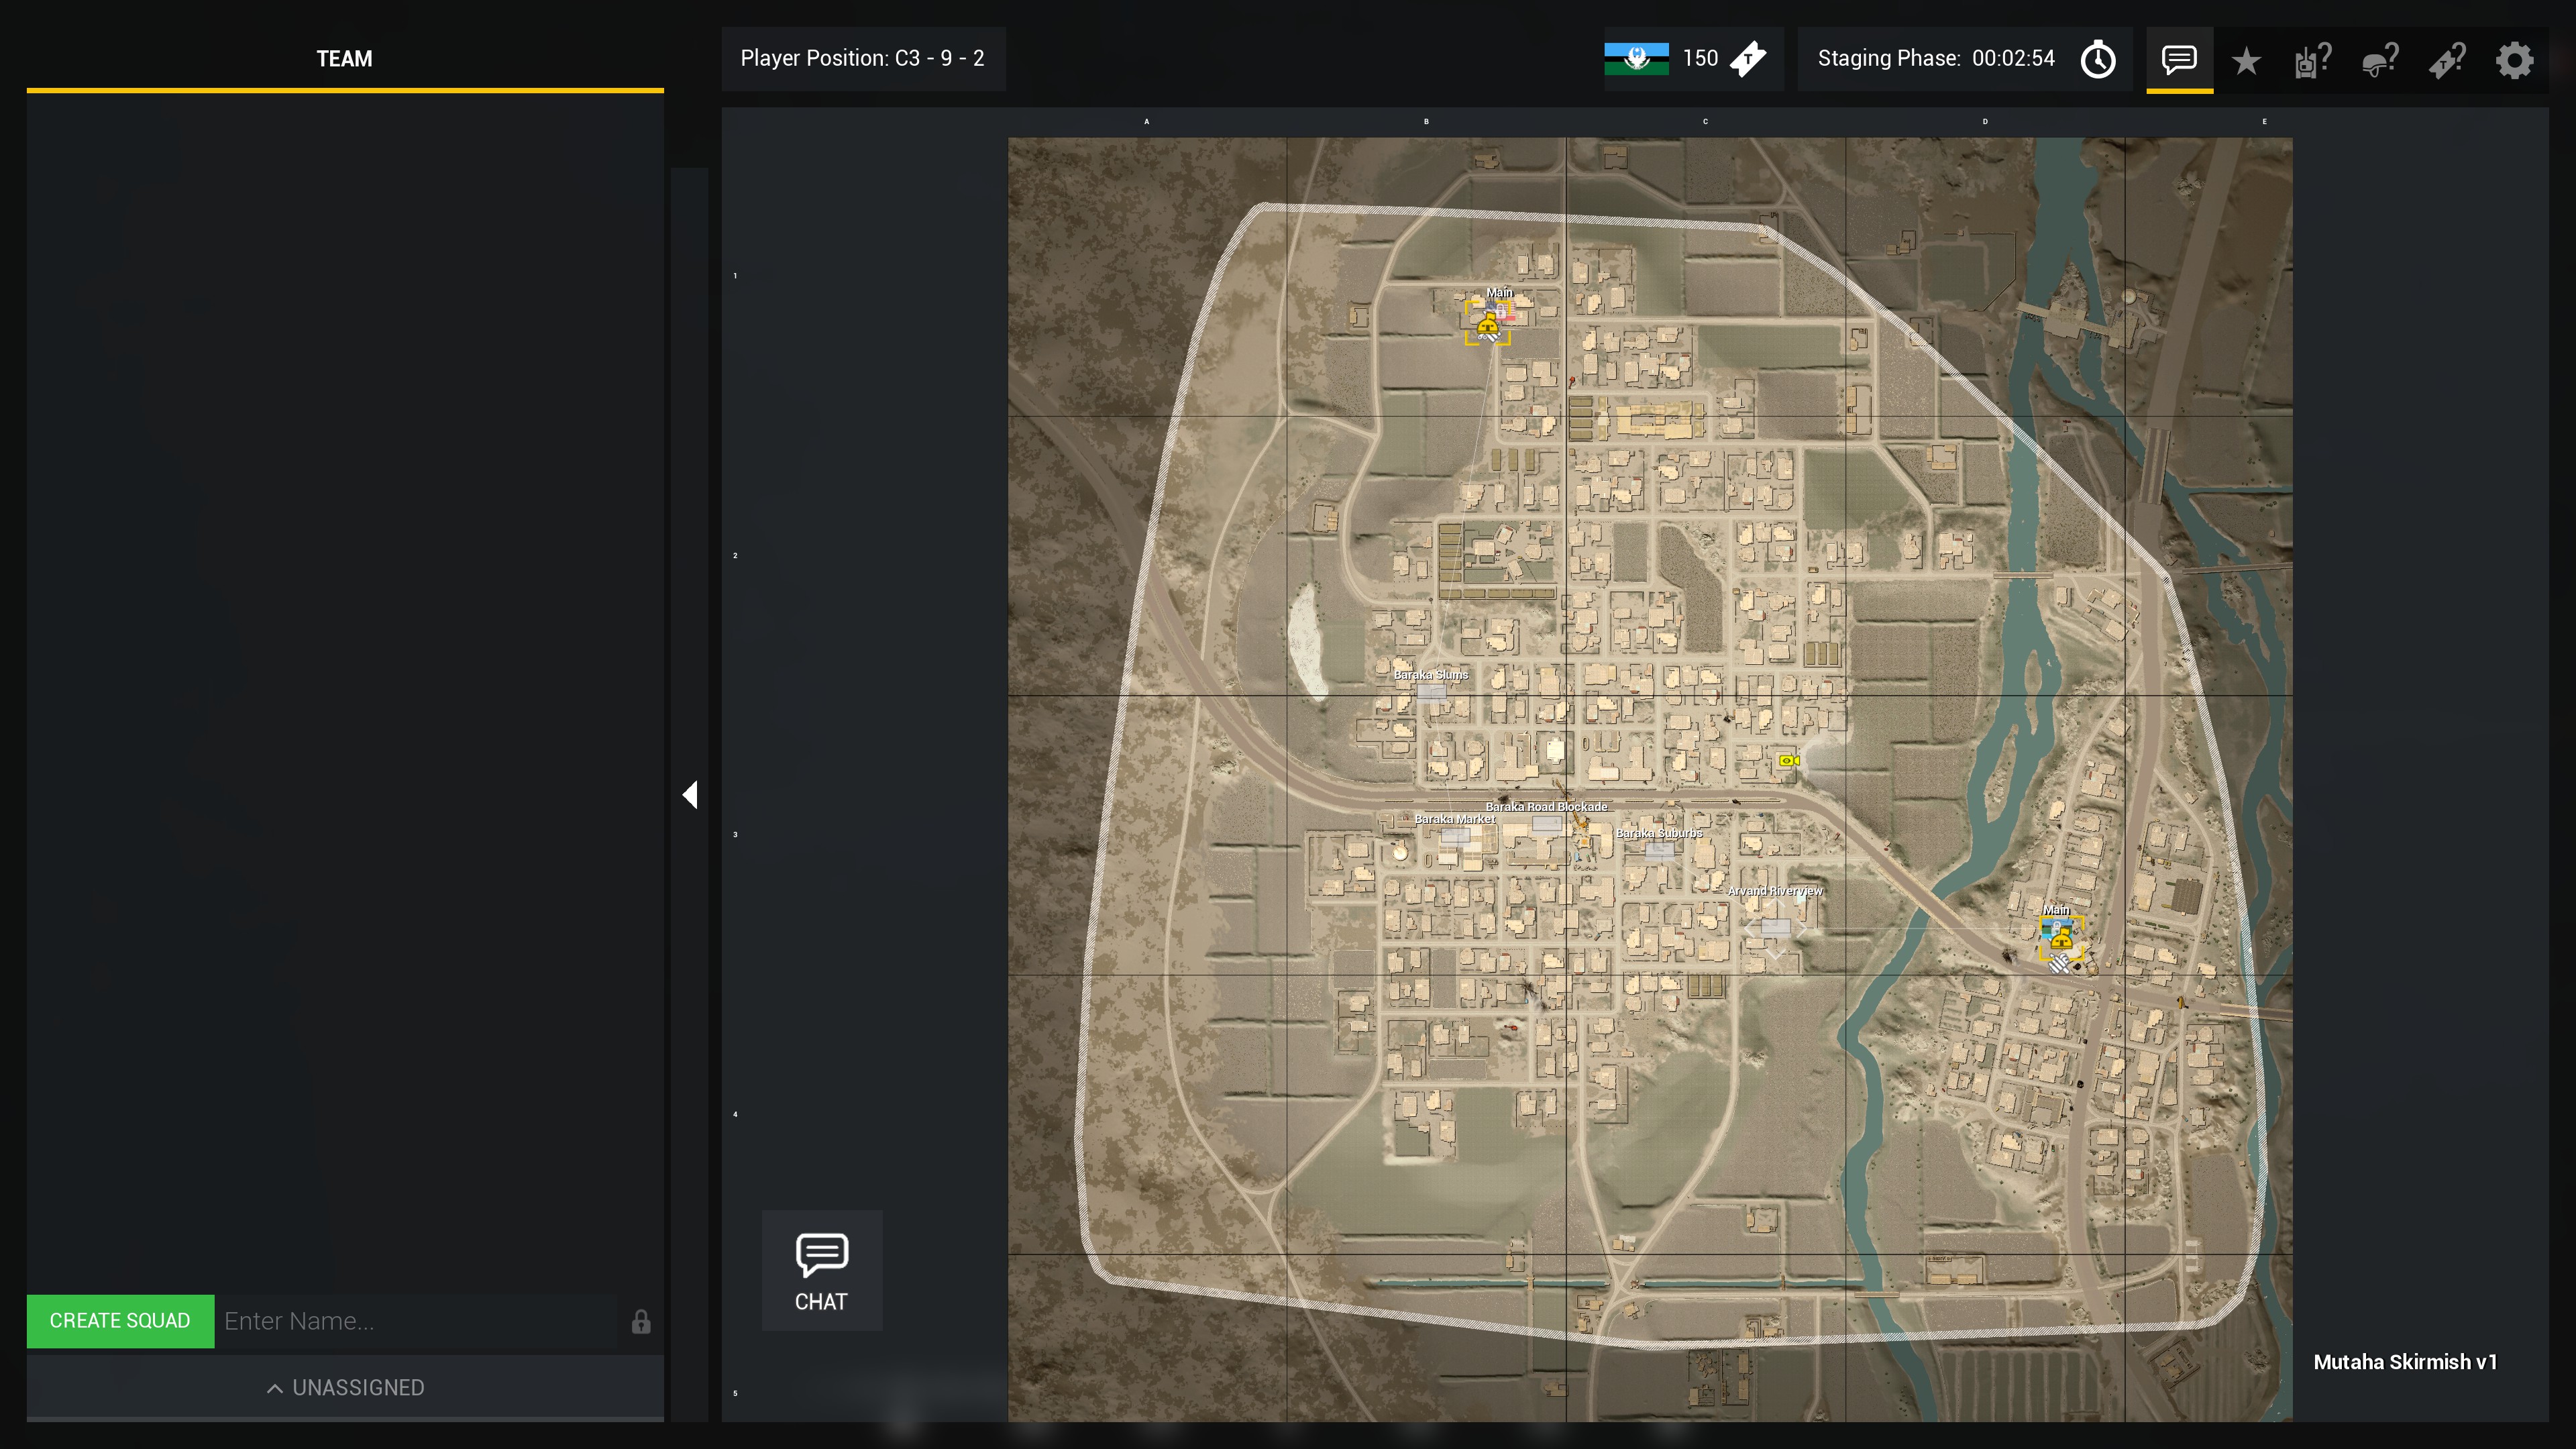 TEAM
Player Position: C3 - 9 - 2
150
T
Staging Phase: 00:02:54
?
?
T?
A
B
C
D
E
1
Main
2
Baraka Slums
Baraka Road Blockade
Baraka Market
3
Baraka Suburbs
Arvand Riverview
Main
4
CHAT
CREATE SQUAD
Enter Name...
Mutaha Skirmish v1
UNASSIGNED
5